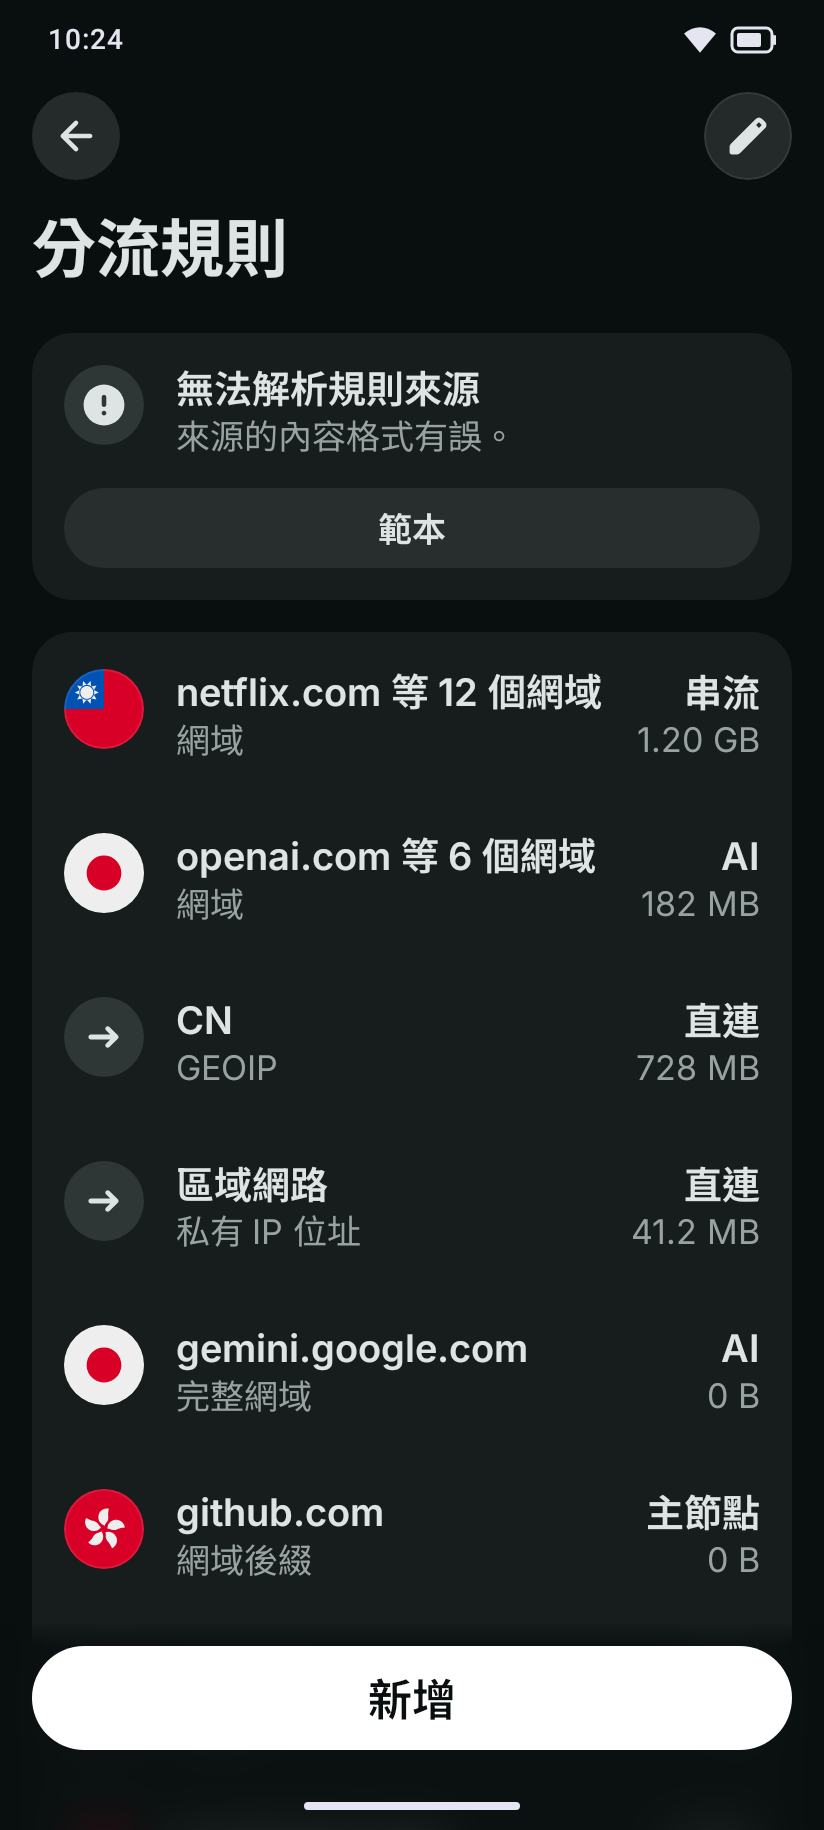 10:24
分流規則
無法解析規則來源
來源的內容格式有誤。
範本
netflix.com 等 12 個網域
串流
網域
1.20 GB
openai.com 等 6 個網域
AI
網域
182 MB
CN
直連
GEOIP
728 MB
區域網路
直連
私有 IP 位址
41.2 MB
gemini.google.com
AI
完整網域
0 B
github.com
主節點
網域後綴
0 B
新增